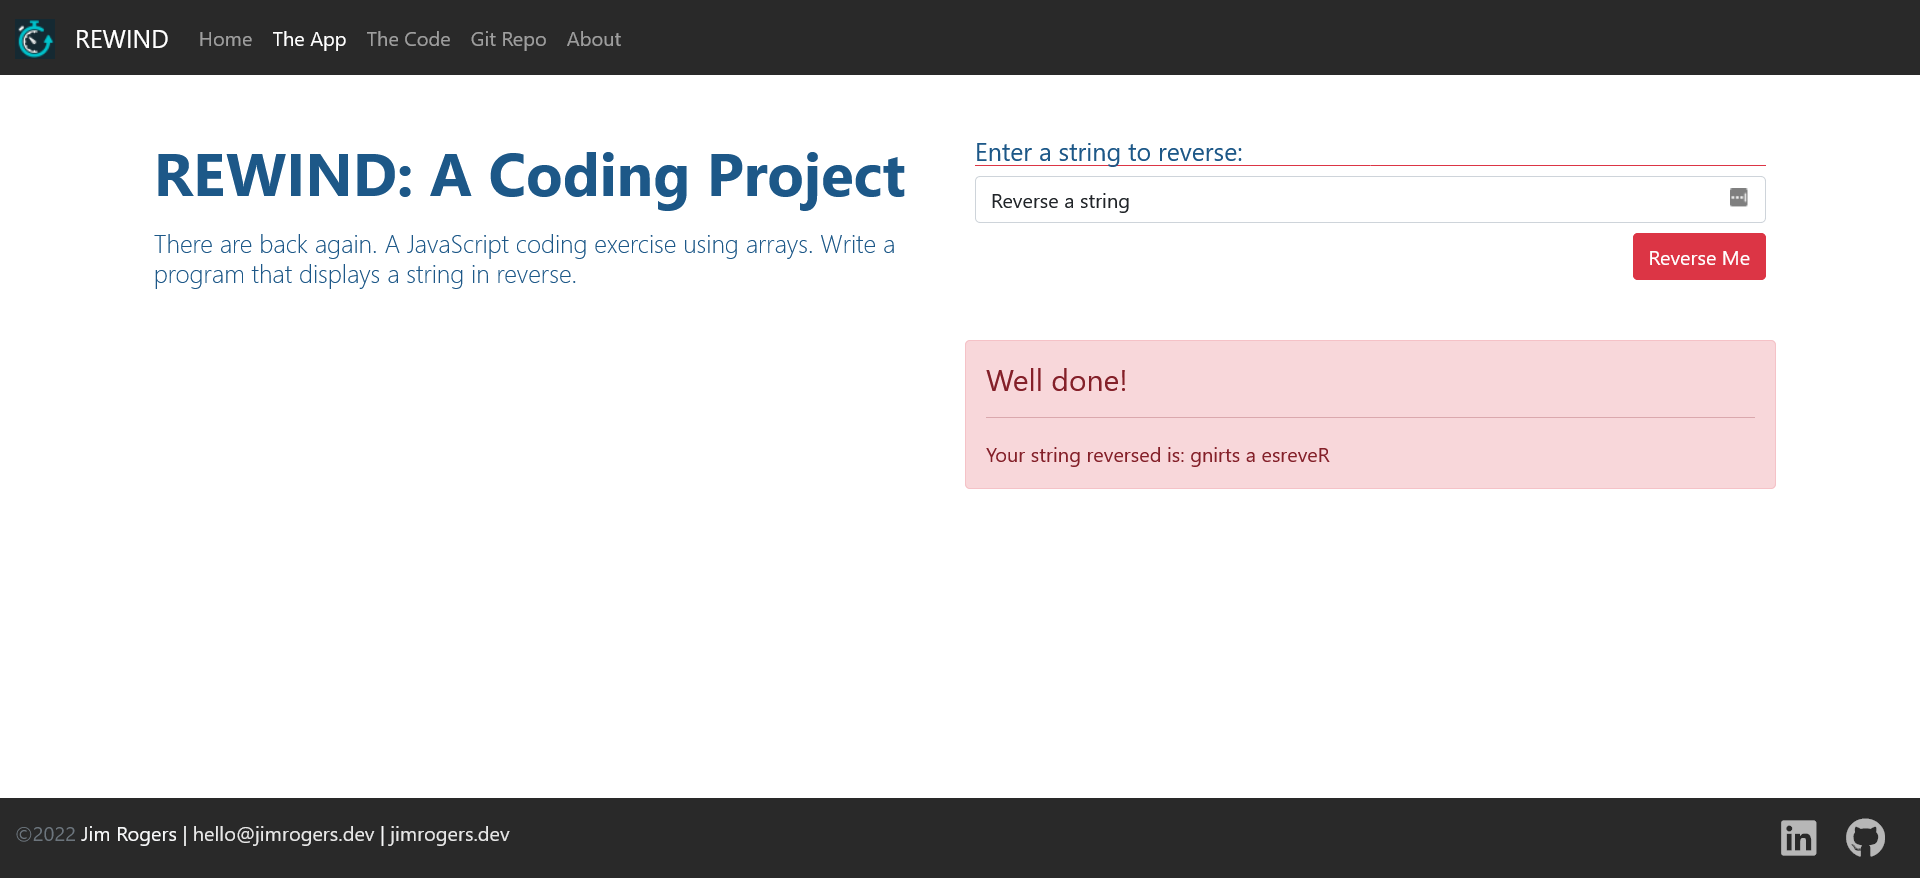 REWIND Home The App The Code Git Repo About
REWIND: A Coding Project
There are back again. A JavaScript coding exercise using arrays. Write a
program that displays a string in reverse.
Enter a string to reverse:
Reverse a string
Reverse Me
Well done!
Your string reversed is: gnirts a esreveR
©2022 Jim Rogers | hello@jimrogers.dev | jimrogers.dev
in